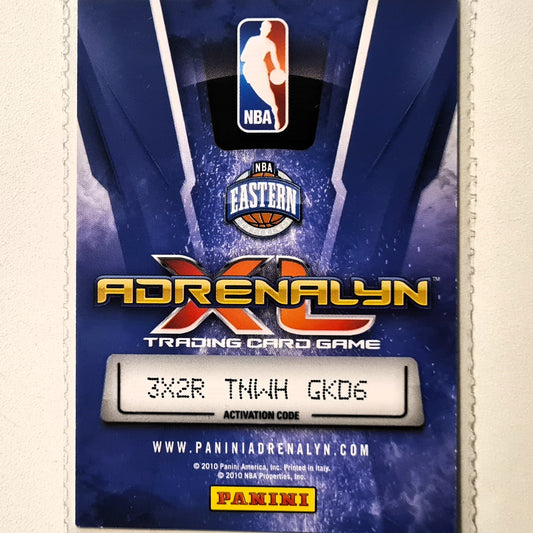 NBA
NBA
EASTERN
ADRENALYN™
XL
TRADING CARD GAME
3X2R TNWH GKD6
ACTIVATION CODE
WWW.PANINIADRENALYN.COM
© 2010 Panini America, Inc. Printed in Italy.
© 2010 NBA Properties, Inc.
PANINI